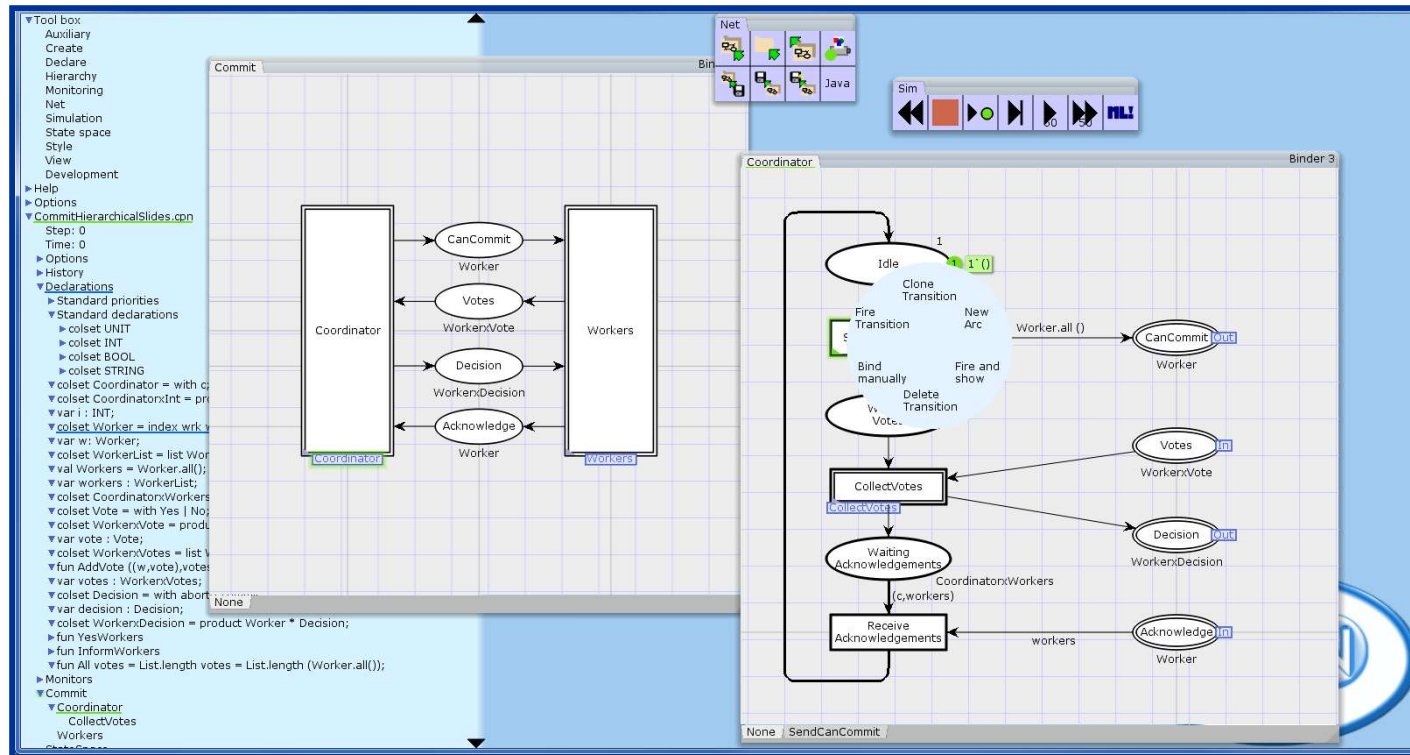 Tool box
Auxiliary
Create
Declare
Hierarchy
Monitoring
Net
Simulation
State space
Style
View
Development
Help
Options
CommitHierarchicalSlides.cpn
Step: 0
Time: 0
Options
History
Declarations
Standard priorities
Standard declarations
colset UNIT
colset INT
colset BOOL
colset STRING
colset Coordinator = with c;
colset CoordinatorxInt =
var i : INT;
colset Worker = index wrk
var w: Worker;
colset WorkerList = list
val Workers = Worker.all();
var workers : WorkerList;
colset CoordinatorxWorkers
colset Vote = with Yes | No;
colset WorkerxVote =
var vote : Vote;
colset WorkerxVotes = list
fun AddVote ((w,vote),votes
var votes : WorkerxVotes;
colset Decision = with
var decision : Decision;
colset WorkerxDecision = product Worker * Decision;
fun YesWorkers
fun InformWorkers
fun All votes = List.length votes = List.length (Worker.all());
Monitors
Commit
Coordinator
CollectVotes
Workers
Commit
Coordinator
Coordinator
CanCommit
Worker
Votes
WorkerxVote
Decision
WorkerxDecision
Acknowledge
Worker
Workers
Workers
None
Net
Java
Sim
50
ML!
Coordinator
Binder 3
1
Idle
1
1`()
Clone
Transition
Fire
Transition
New
Arc
Bind
manually
Fire and
show
Delete
Transition
Worker.all ()
CanCommit
Out
Worker
Votes
In
WorkerxVote
CollectVotes
CollectVotes
Decision
Out
WorkerxDecision
Waiting
Acknowledgements
CoordinatorxWorkers
(c,workers)
Receive
Acknowledgements
workers
Acknowledge
In
Worker
None
SendCanCommit